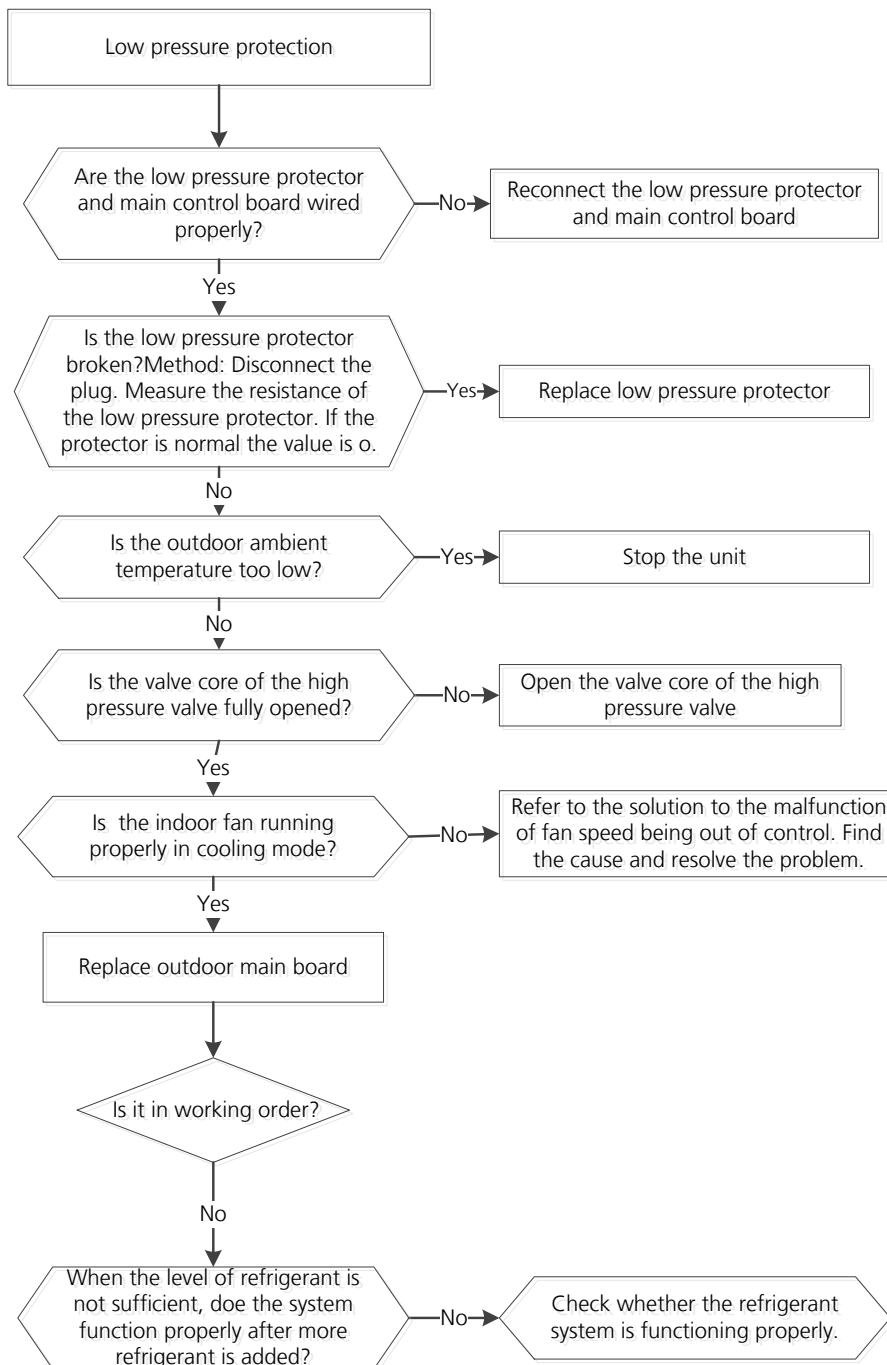 Low pressure protection
Are the low pressure protector
and main control board wired
properly?
No
Reconnect the low pressure protector
and main control board
Yes
Is the low pressure protector
broken?Method: Disconnect the
plug. Measure the resistance of
the low pressure protector. If the
protector is normal the value is o.
Yes
Replace low pressure protector
No
Is the outdoor ambient
temperature too low?
Yes
Stop the unit
No
Is the valve core of the high
pressure valve fully opened?
No
Open the valve core of the high
pressure valve
Yes
Is  the indoor fan running
properly in cooling mode?
No
Refer to the solution to the malfunction
of fan speed being out of control. Find
the cause and resolve the problem.
Yes
Replace outdoor main board
Is it in working order?
No
When the level of refrigerant is
not sufficient, doe the system
function properly after more
refrigerant is added?
No
Check whether the refrigerant
system is functioning properly.